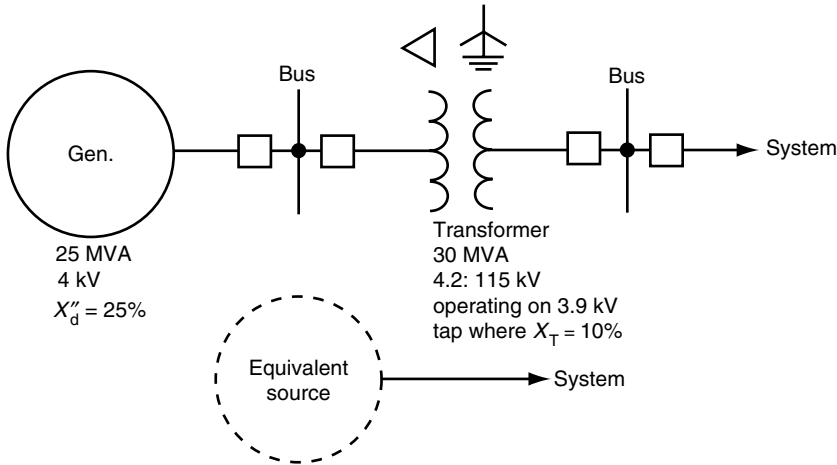 Bus
Bus
Gen.
System
25 MVA
4 kV
X″d = 25%
Transformer
30 MVA
4.2: 115 kV
operating on 3.9 kV
tap where XT = 10%
Equivalent
source
System